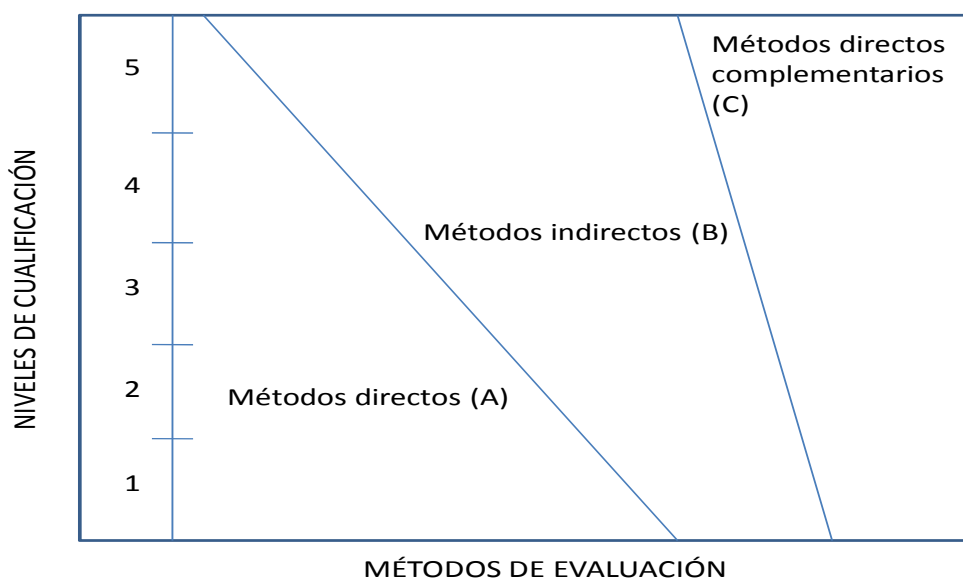 Métodos directos
complementarios
(C)
5
4
Métodos indirectos (B)
3
Métodos directos (A)
2
1
NIVELES DE CUALIFICACIÓN
MÉTODOS DE EVALUACIÓN